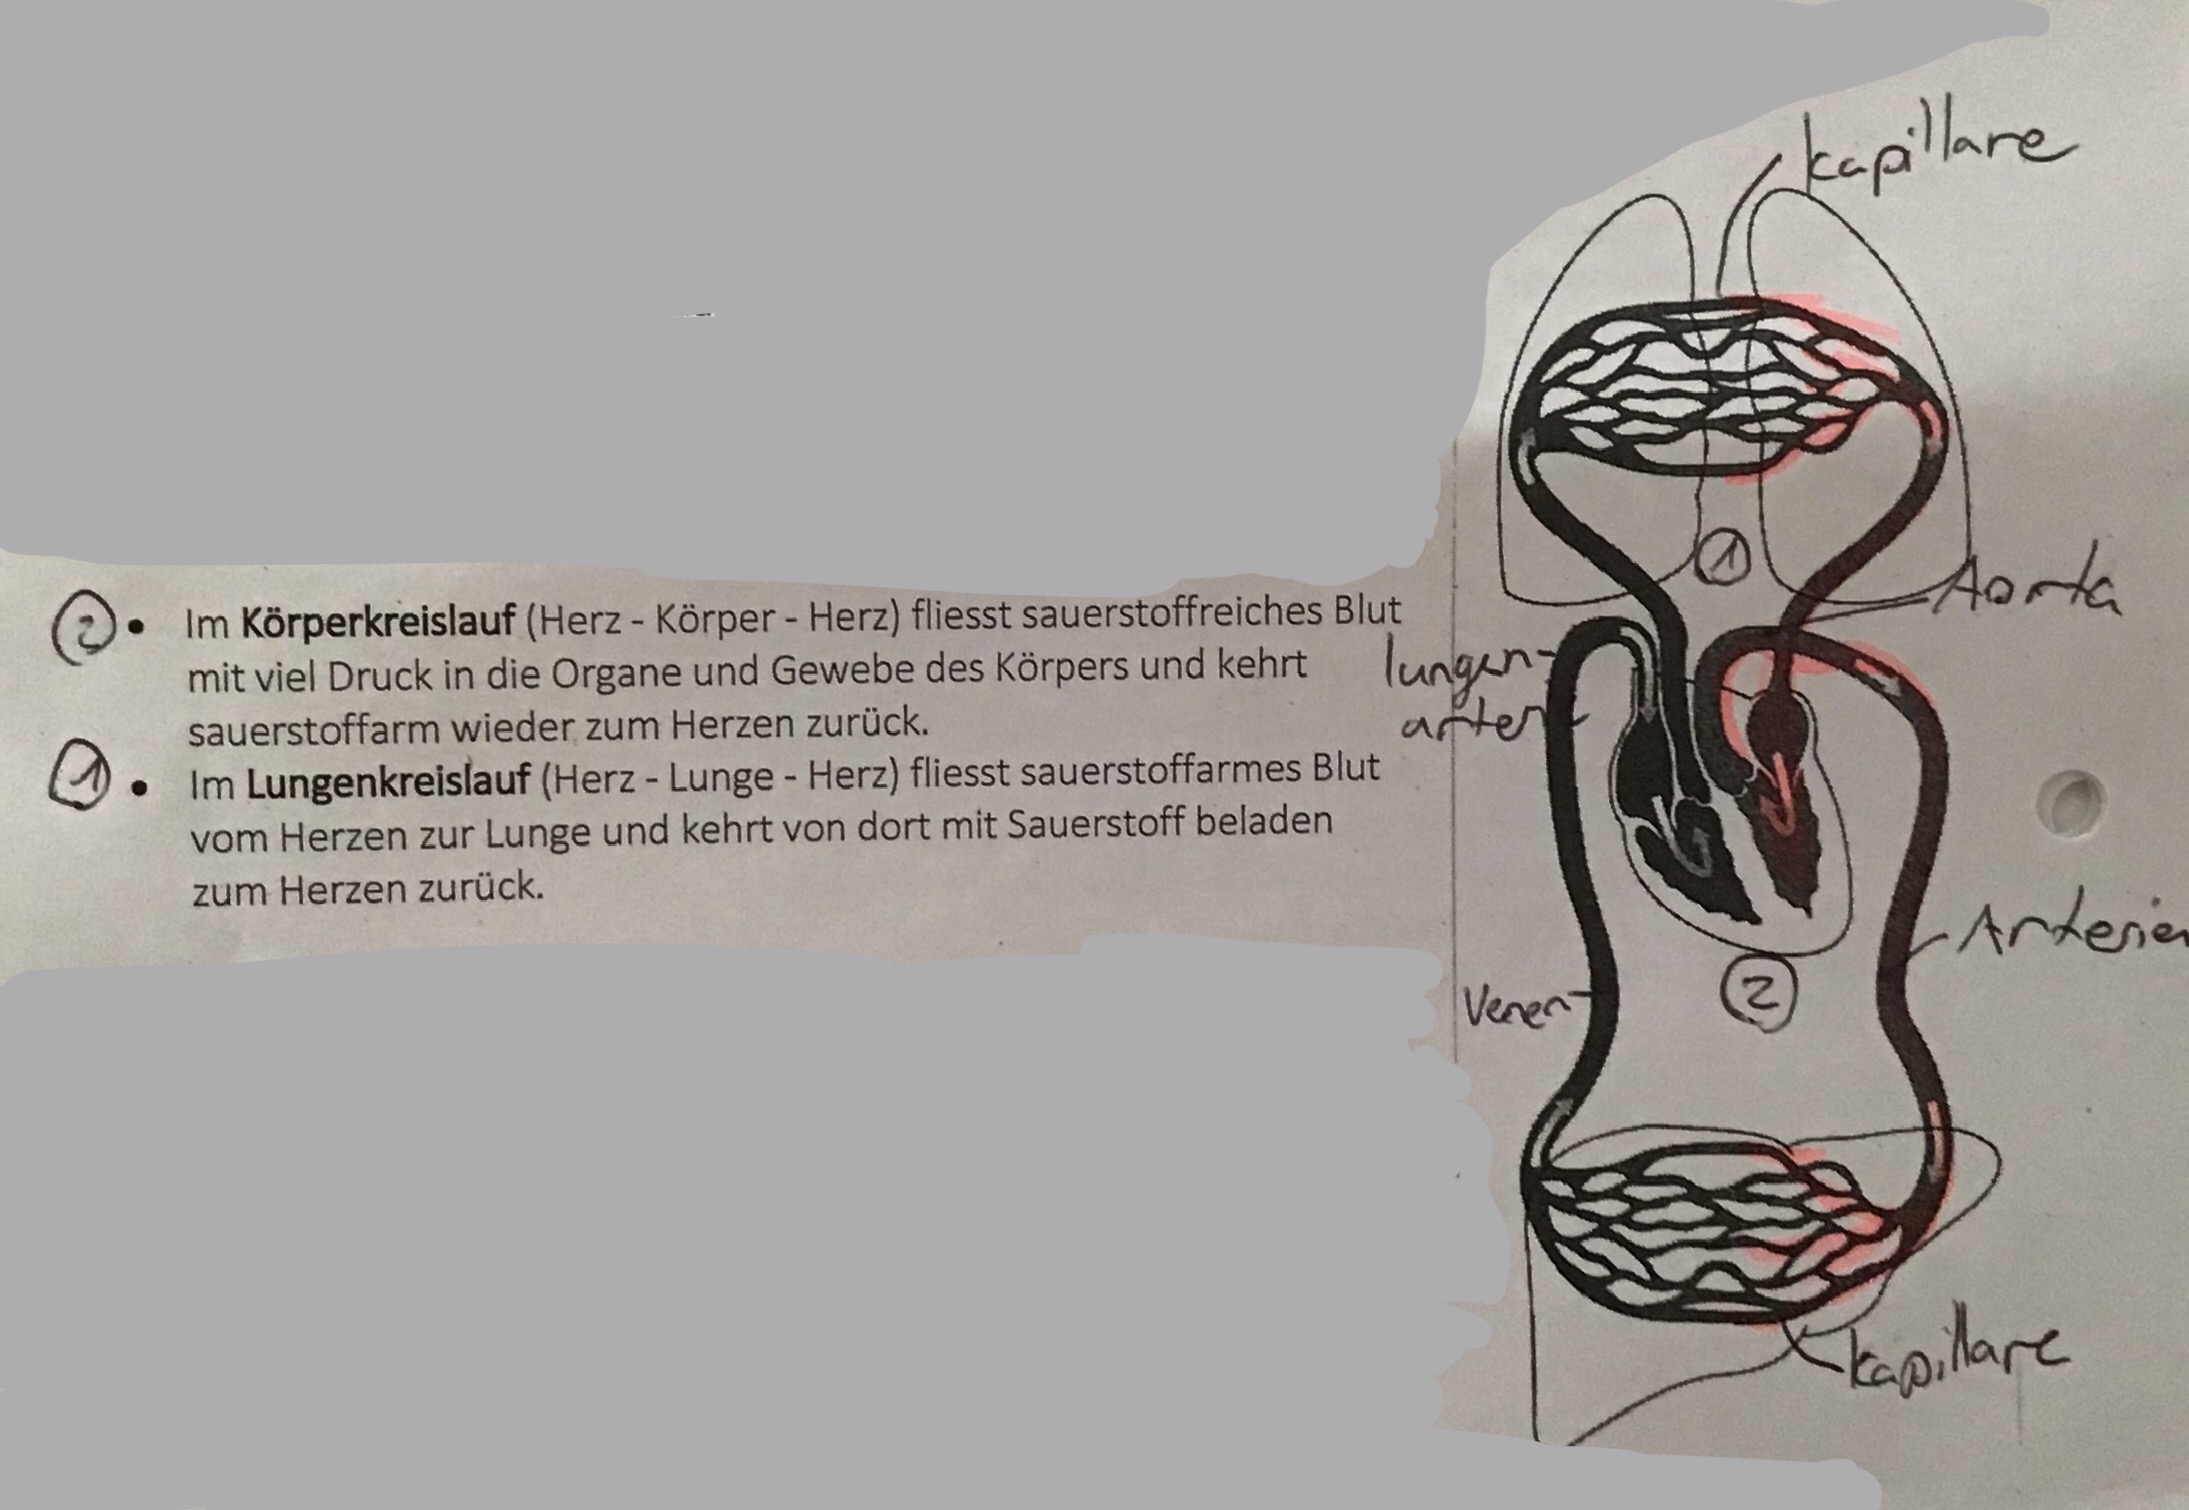 kapillare
② • Im Körperkreislauf (Herz - Körper - Herz) fliesst sauerstoffreiches Blut
mit viel Druck in die Organe und Gewebe des Körpers und kehrt
sauerstoffarm wieder zum Herzen zurück.
① • Im Lungenkreislauf (Herz - Lunge - Herz) fliesst sauerstoffarmes Blut
vom Herzen zur Lunge und kehrt von dort mit Sauerstoff beladen
zum Herzen zurück.
①
Aorta
lungen-
arter
Arterien
②
Venen
kapillare